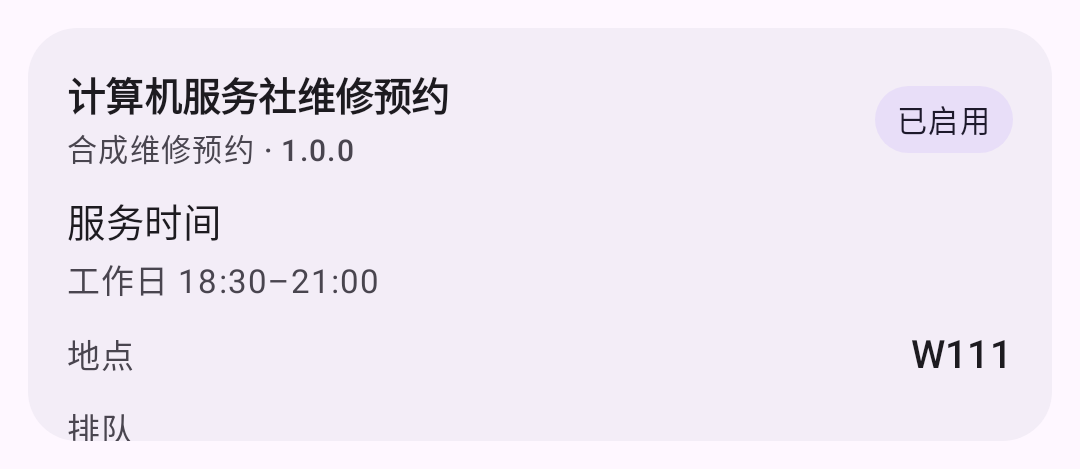 计算机服务社维修预约
已启用
合成维修预约 · 1.0.0
服务时间
工作日 18:30–21:00
地点 W111
排队